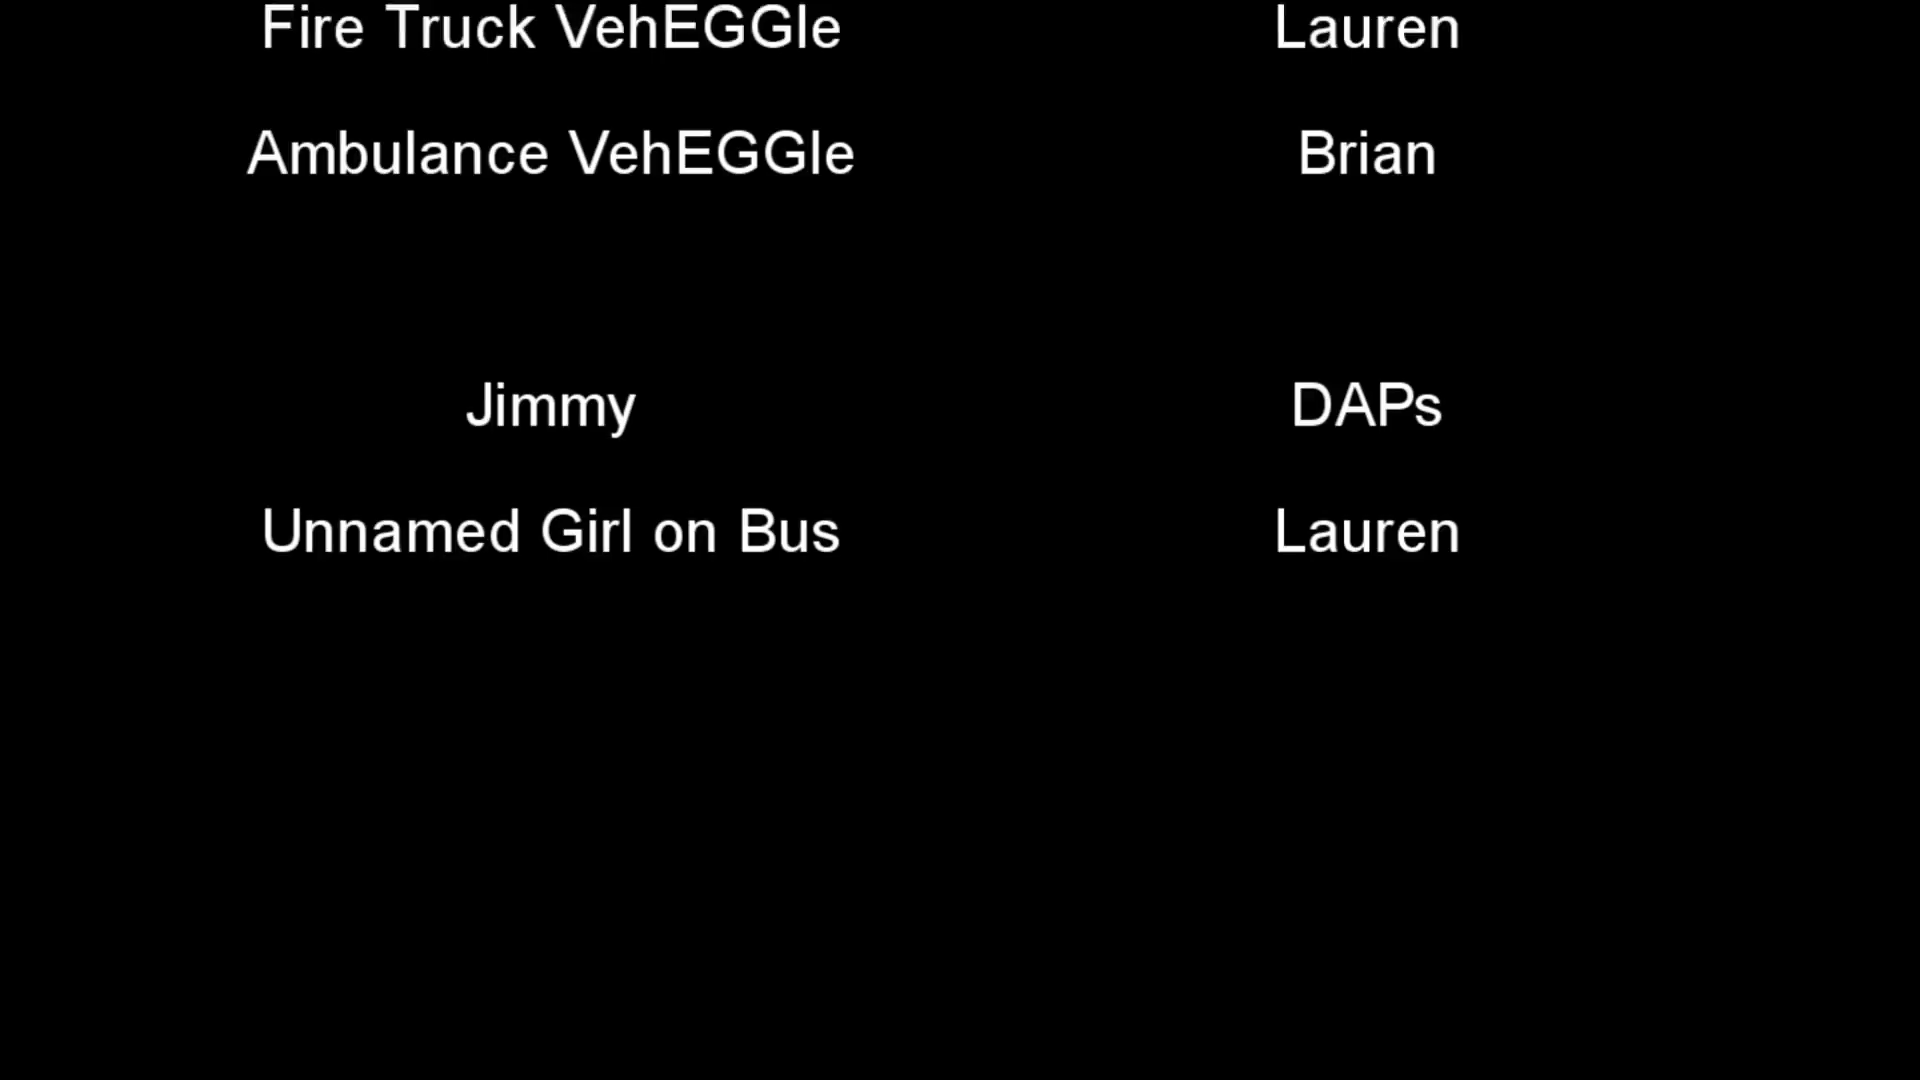 Fire Truck VehEGGle Lauren
Ambulance VehEGGle Brian
Jimmy DAPs
Unnamed Girl on Bus Lauren